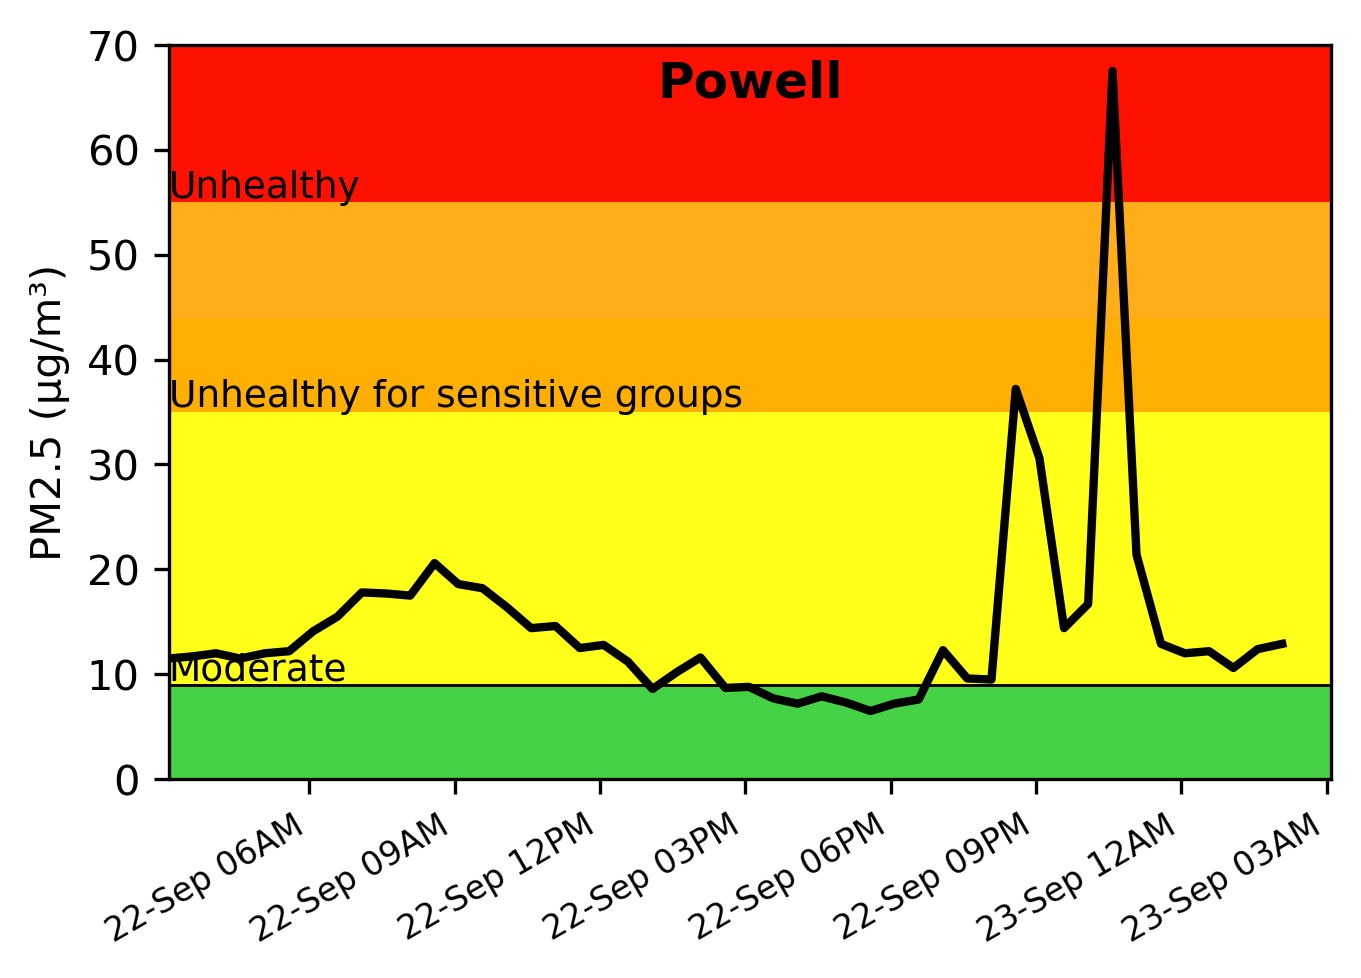 Powell
70
60
50
40
30
20
10
0
PM2.5 (µg/m³)
Unhealthy
Unhealthy for sensitive groups
Moderate
22-Sep 06AM
22-Sep 09AM
22-Sep 12PM
22-Sep 03PM
22-Sep 06PM
22-Sep 09PM
23-Sep 12AM
23-Sep 03AM